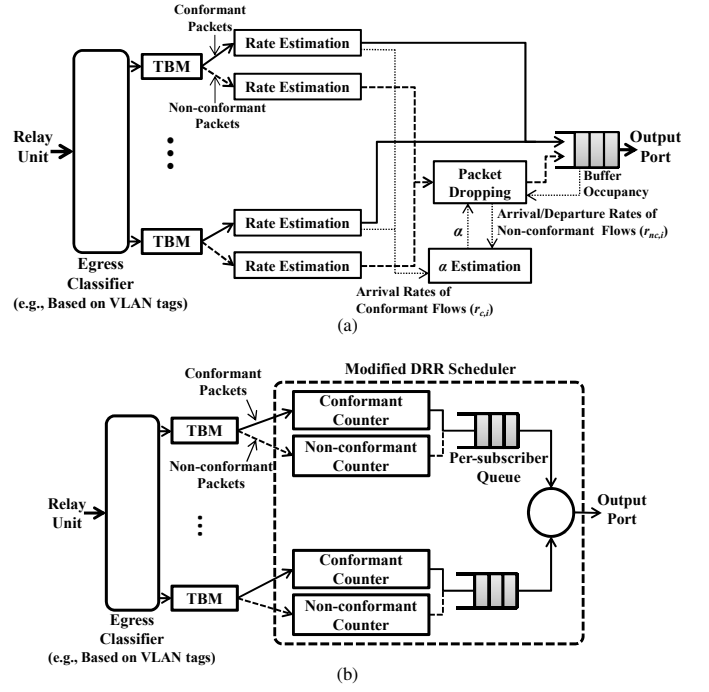 Conformant
Packets
Rate Estimation
TBM
Rate Estimation
Non-conformant
Packets
Relay
Unit
Output
Port
Packet
Dropping
Buffer
Occupancy
Rate Estimation
Arrival/Departure Rates of
Non-conformant Flows (r_{nc,i})
α
TBM
Rate Estimation
α Estimation
Egress
Classifier
(e.g., Based on VLAN tags)
Arrival Rates of
Conformant Flows (r_{c,i})
(a)
Modified DRR Scheduler
Conformant
Packets
Conformant
Counter
TBM
Non-conformant
Counter
Non-conformant
Packets
Per-subscriber
Queue
Relay
Unit
Output
Port
Conformant
Counter
TBM
Non-conformant
Counter
Egress
Classifier
(e.g., Based on VLAN tags)
(b)